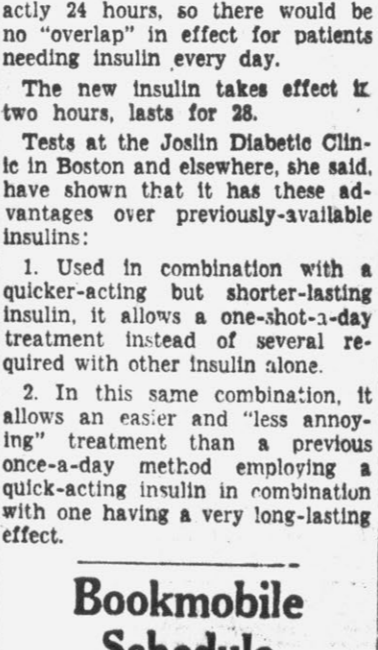 actly 24 hours, so there would be
no "overlap" in effect for patients
needing insulin every day.
The new insulin takes effect in
two hours, lasts for 28.
Tests at the Joslin Diabetic Clin-
ic in Boston and elsewhere, she said,
have shown that it has these ad-
vantages over previously-available
insulins:
1. Used in combination with a
quicker-acting but shorter-lasting
insulin, it allows a one-shot-a-day
treatment instead of several re-
quired with other insulin alone.
2. In this same combination, it
allows an easier and "less annoy-
ing" treatment than a previous
once-a-day method employing a
quick-acting insulin in combination
with one having a very long-lasting
effect.
Bookmobile
Schedule